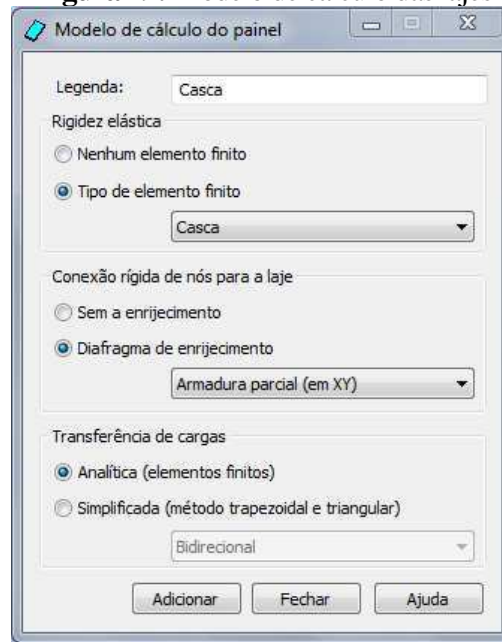 Modelo de cálculo do painel
Legenda: Casca
Rigidez elástica
Nenhum elemento finito
Tipo de elemento finito
Casca
Conexão rígida de nós para a laje
Sem a enrijecimento
Diafragma de enrijecimento
Armadura parcial (em XY)
Transferência de cargas
Analítica (elementos finitos)
Simplificada (método trapezoidal e triangular)
Bidirecional
Adicionar Fechar Ajuda